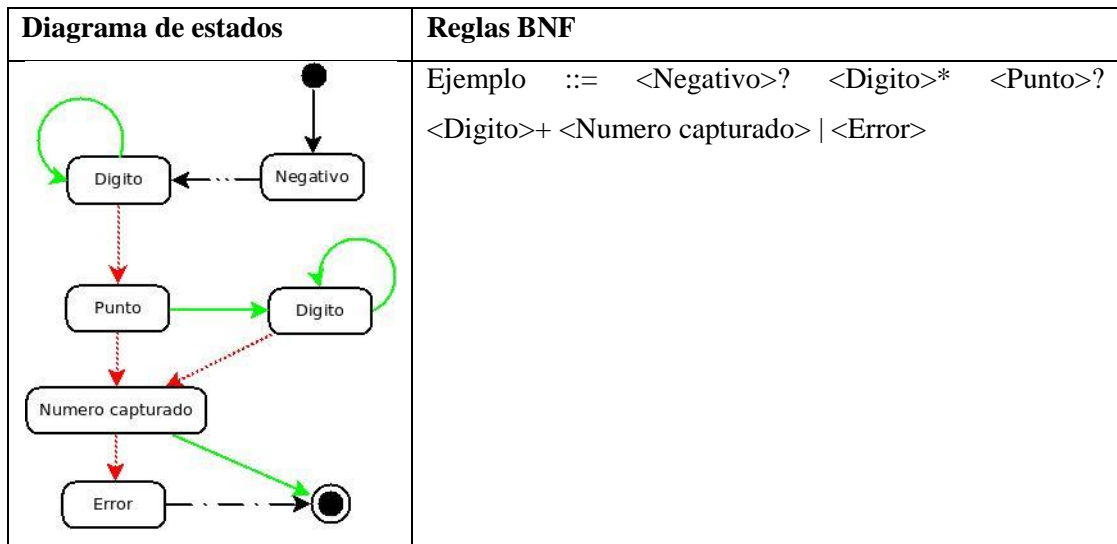 Diagrama de estados
Reglas BNF
Ejemplo ::= <Negativo>? <Digito>* <Punto>?
<Digito>+ <Numero capturado> | <Error>
Digito
Negativo
Punto
Digito
Numero capturado
Error